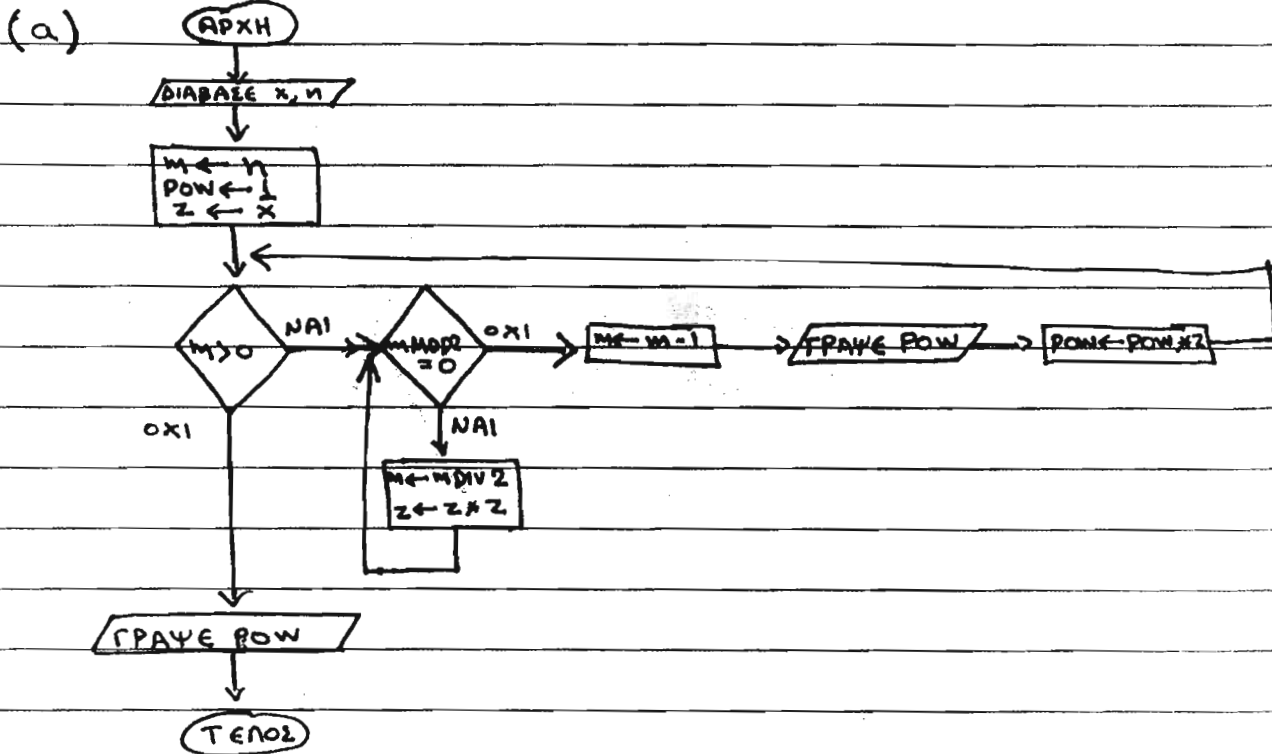 (α)
ΑΡΧΗ
ΔΙΑΒΑΣΕ x, n
m ← n
POW ← 1
z ← x
m > 0
ΝΑΙ
m MOD 2
= 0
ΟΧΙ
m ← m - 1
ΓΡΑΨΕ POW
POW ← POW * z
ΟΧΙ
ΝΑΙ
m ← m DIV 2
z ← z * z
ΓΡΑΨΕ POW
ΤΕΛΟΣ